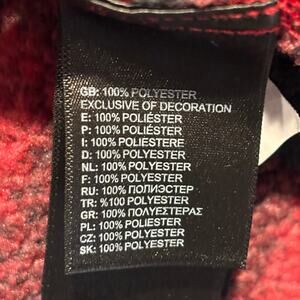 GB: 100% POLYESTER
EXCLUSIVE OF DECORATION
E: 100% POLIÉSTER
P: 100% POLIÉSTER
I: 100% POLIESTERE
D: 100% POLYESTER
NL: 100% POLYESTER
F: 100% POLYESTER
RU: 100% ПОЛИЭСТЕР
TR: %100 POLYESTER
GR: 100% ΠΟΛΥΕΣΤΕΡΑΣ
PL: 100% POLIESTER
CZ: 100% POLYESTER
SK: 100% POLYESTER